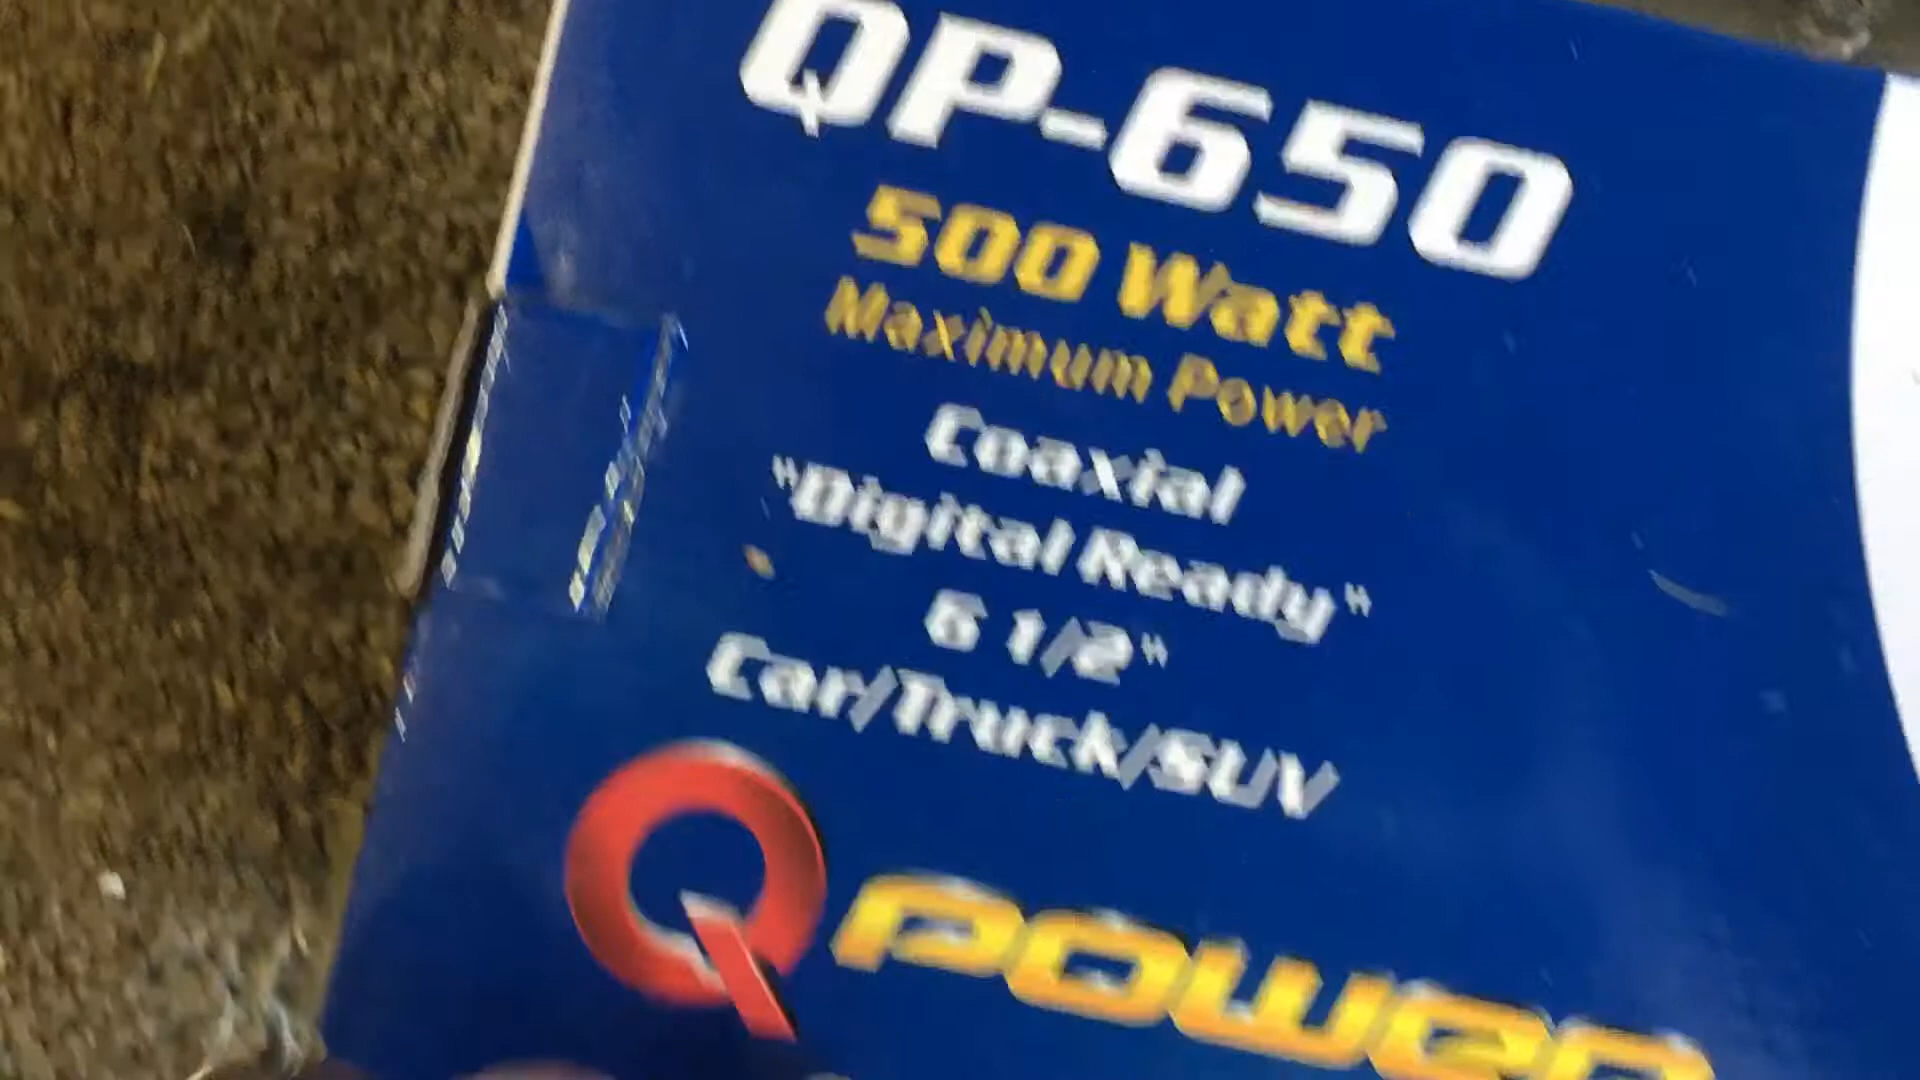 QP-650
500 Watt
Maximum Power
Coaxial
"Digital Ready"
6 1/2"
Car/Truck/SUV
Q Power